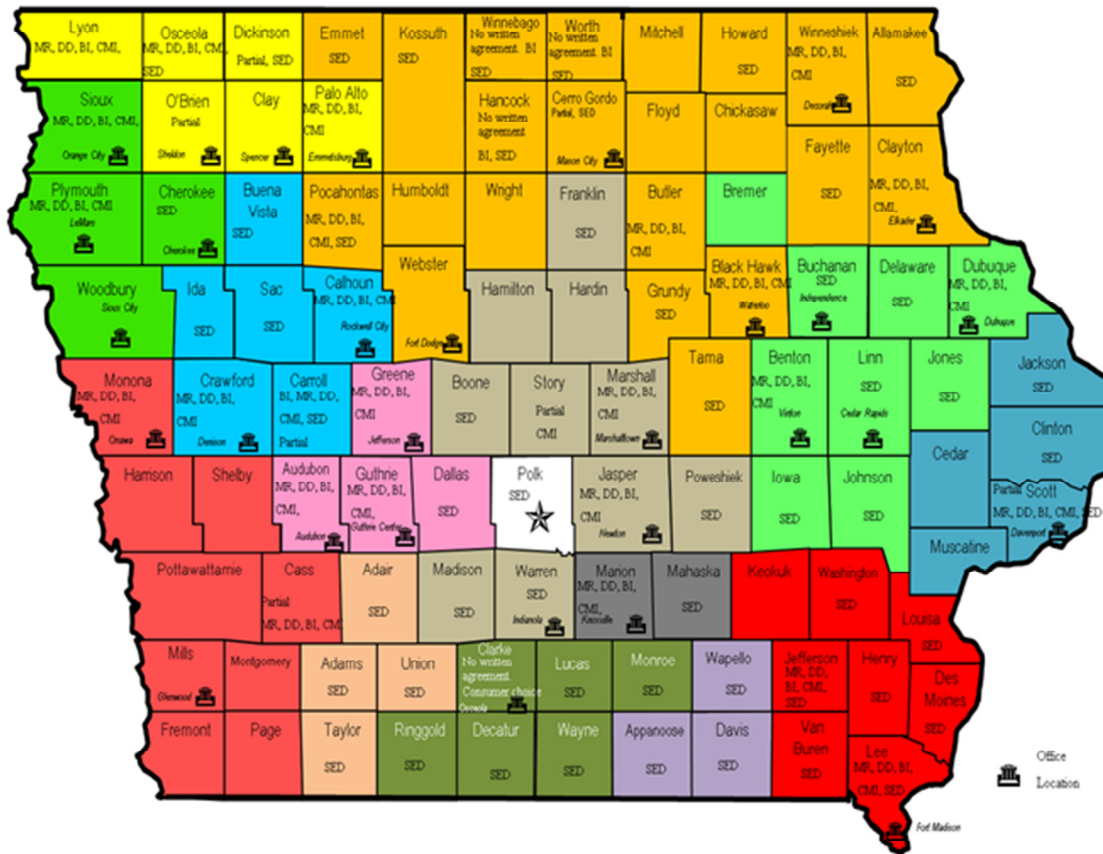 Lyon
MR, DD, BI, CMI,
Osceola
MR, DD, BI, CMI,
SED
Dickinson
Partial, SED
Emmet
SED
Kossuth
SED
Winnebago
No written
agreement. BI
SED
Worth
No written
agreement. BI
SED
Mitchell
Howard
SED
Winneshiek
MR, DD, BI,
CMI
Decorah
Allamakee
SED
Sioux
MR, DD, BI, CMI,
Orange City
O'Brien
Partial
Sheldon
Clay
Spencer
Palo Alto
MR, DD, BI,
CMI
Emmetsburg
Hancock
No written
agreement
BI, SED
Cerro Gordo
Partial, SED
Mason City
Floyd
Chickasaw
Fayette
SED
Clayton
MR, DD, BI,
CMI
Elkader
Plymouth
MR, DD, BI, CMI
LeMars
Cherokee
SED
Cherokee
Buena
Vista
SED
Pocahontas
MR, DD, BI,
CMI, SED
Humboldt
Wright
Franklin
SED
Butler
MR, DD, BI,
CMI
Bremer
Woodbury
Sioux City
Ida
SED
Sac
SED
Calhoun
MR, DD, BI, CMI
Rockwell City
Webster
Fort Dodge
Hamilton
Hardin
Grundy
SED
Black Hawk
MR, DD, BI, CMI
Waterloo
Buchanan
SED
Independence
Delaware
SED
Dubuque
MR, DD, BI,
CMI
Dubuque
Monona
MR, DD, BI,
CMI
Onawa
Crawford
MR, DD, BI,
CMI
Denison
Carroll
BI, MR, DD,
CMI, SED
Partial
Greene
MR, DD, BI,
CMI
Jefferson
Boone
SED
Story
Partial
CMI
Marshall
MR, DD, BI,
CMI
Marshalltown
Tama
SED
Benton
MR, DD, BI,
CMI
Vinton
Linn
SED
Cedar Rapids
Jones
SED
Jackson
SED
Clinton
SED
Harrison
Shelby
Audubon
MR, DD, BI,
CMI,
Audubon
Guthrie
MR, DD, BI,
CMI,
Guthrie Center
Dallas
SED
Polk
SED
Jasper
MR, DD, BI,
CMI
Newton
Poweshiek
SED
Iowa
SED
Johnson
SED
Cedar
Partial Scott
MR, DD, BI, CMI, SED
Davenport
Muscatine
Pottawattamie
Cass
Partial
MR, DD, BI, CMI
Adair
SED
Madison
SED
Warren
SED
Indianola
Marion
MR, DD, BI,
CMI,
Knoxville
Mahaska
SED
Keokuk
Washington
SED
Louisa
SED
Mills
Glenwood
Montgomery
Adams
SED
Union
SED
Clarke
No written
agreement
Consumer choice
Osceola
Lucas
SED
Monroe
SED
Wapello
SED
Jefferson
MR, DD,
BI, CMI,
SED
Henry
SED
Des
Moines
SED
Fremont
Page
Taylor
SED
Ringgold
SED
Decatur
SED
Wayne
SED
Appanoose
SED
Davis
SED
Van
Buren
SED
Lee
MR, DD, BI,
CMI, SED
Fort Madison
Office
Location